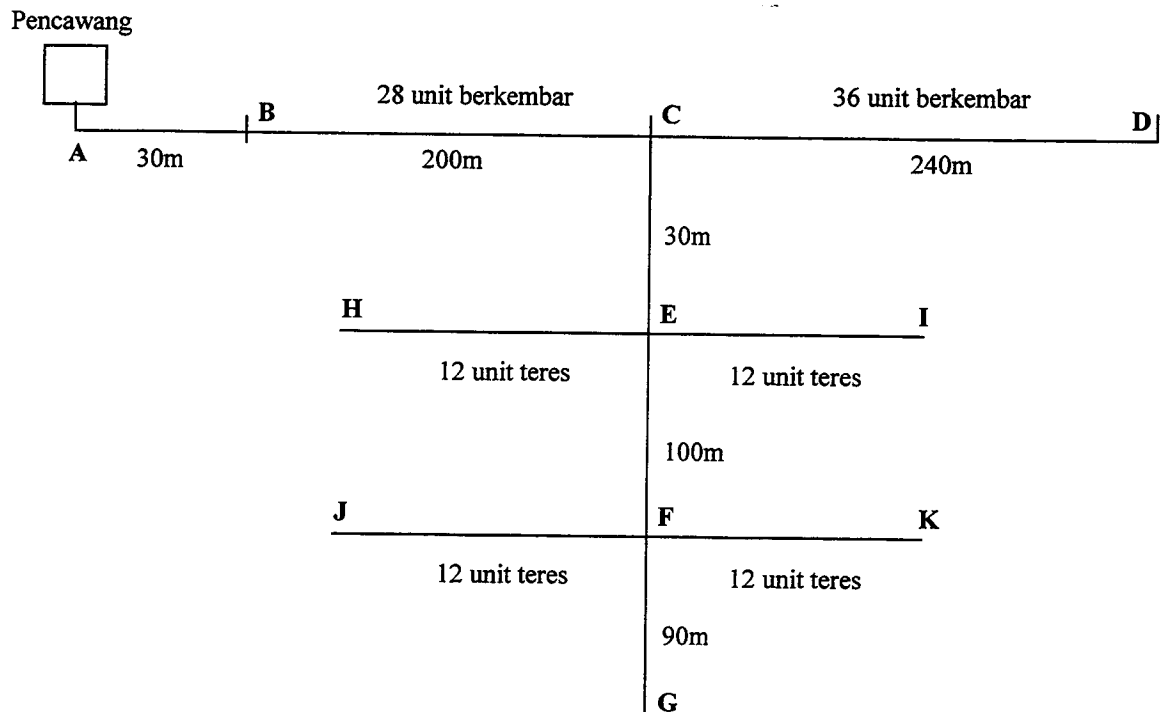 Pencawang
28 unit berkembar
36 unit berkembar
B
C
D
A
30m
200m
240m
30m
H
E
I
12 unit teres
12 unit teres
100m
J
F
K
12 unit teres
12 unit teres
90m
G